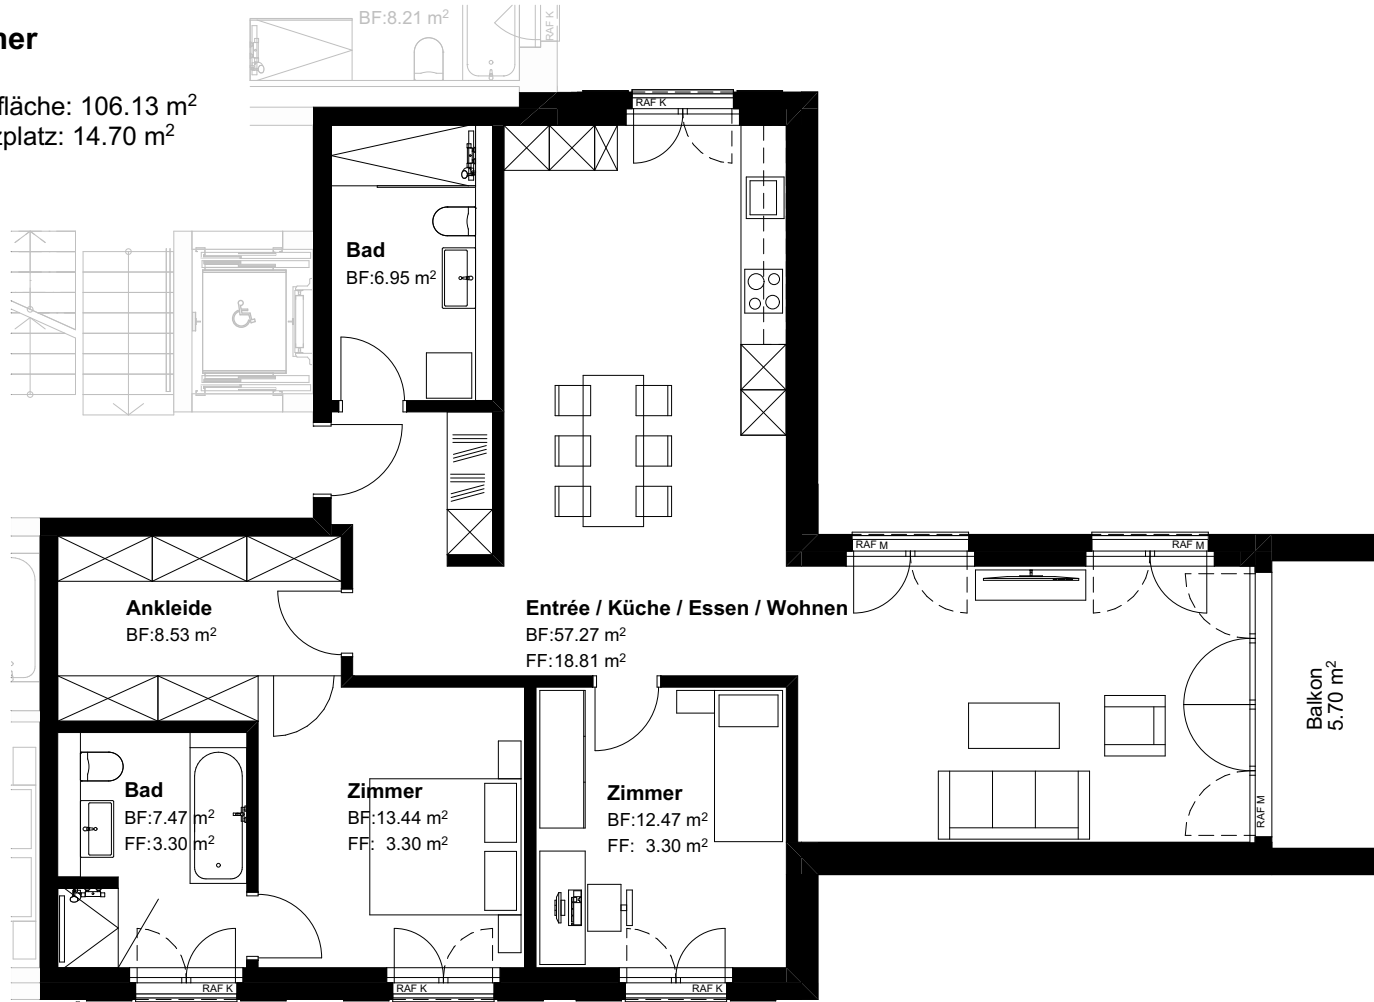 ner
fläche: 106.13 m²
zplatz: 14.70 m²
BF:8.21 m²
RAF K
RAF K
Bad
BF:6.95 m²
RAF M
RAF M
Ankleide
BF:8.53 m²
Entrée / Küche / Essen / Wohnen
BF:57.27 m²
FF:18.81 m²
Balkon
5.70 m²
Bad
BF:7.47 m²
FF:3.30 m²
Zimmer
BF:13.44 m²
FF: 3.30 m²
Zimmer
BF:12.47 m²
FF: 3.30 m²
RAF M
RAF K
RAF K
RAF K